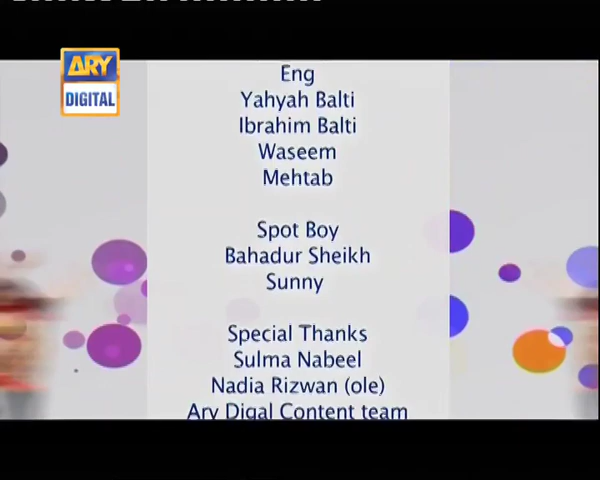 ARY
DIGITAL
Eng
Yahyah Balti
Ibrahim Balti
Waseem
Mehtab
Spot Boy
Bahadur Sheikh
Sunny
Special Thanks
Sulma Nabeel
Nadia Rizwan (ole)
Ary Digal Content team